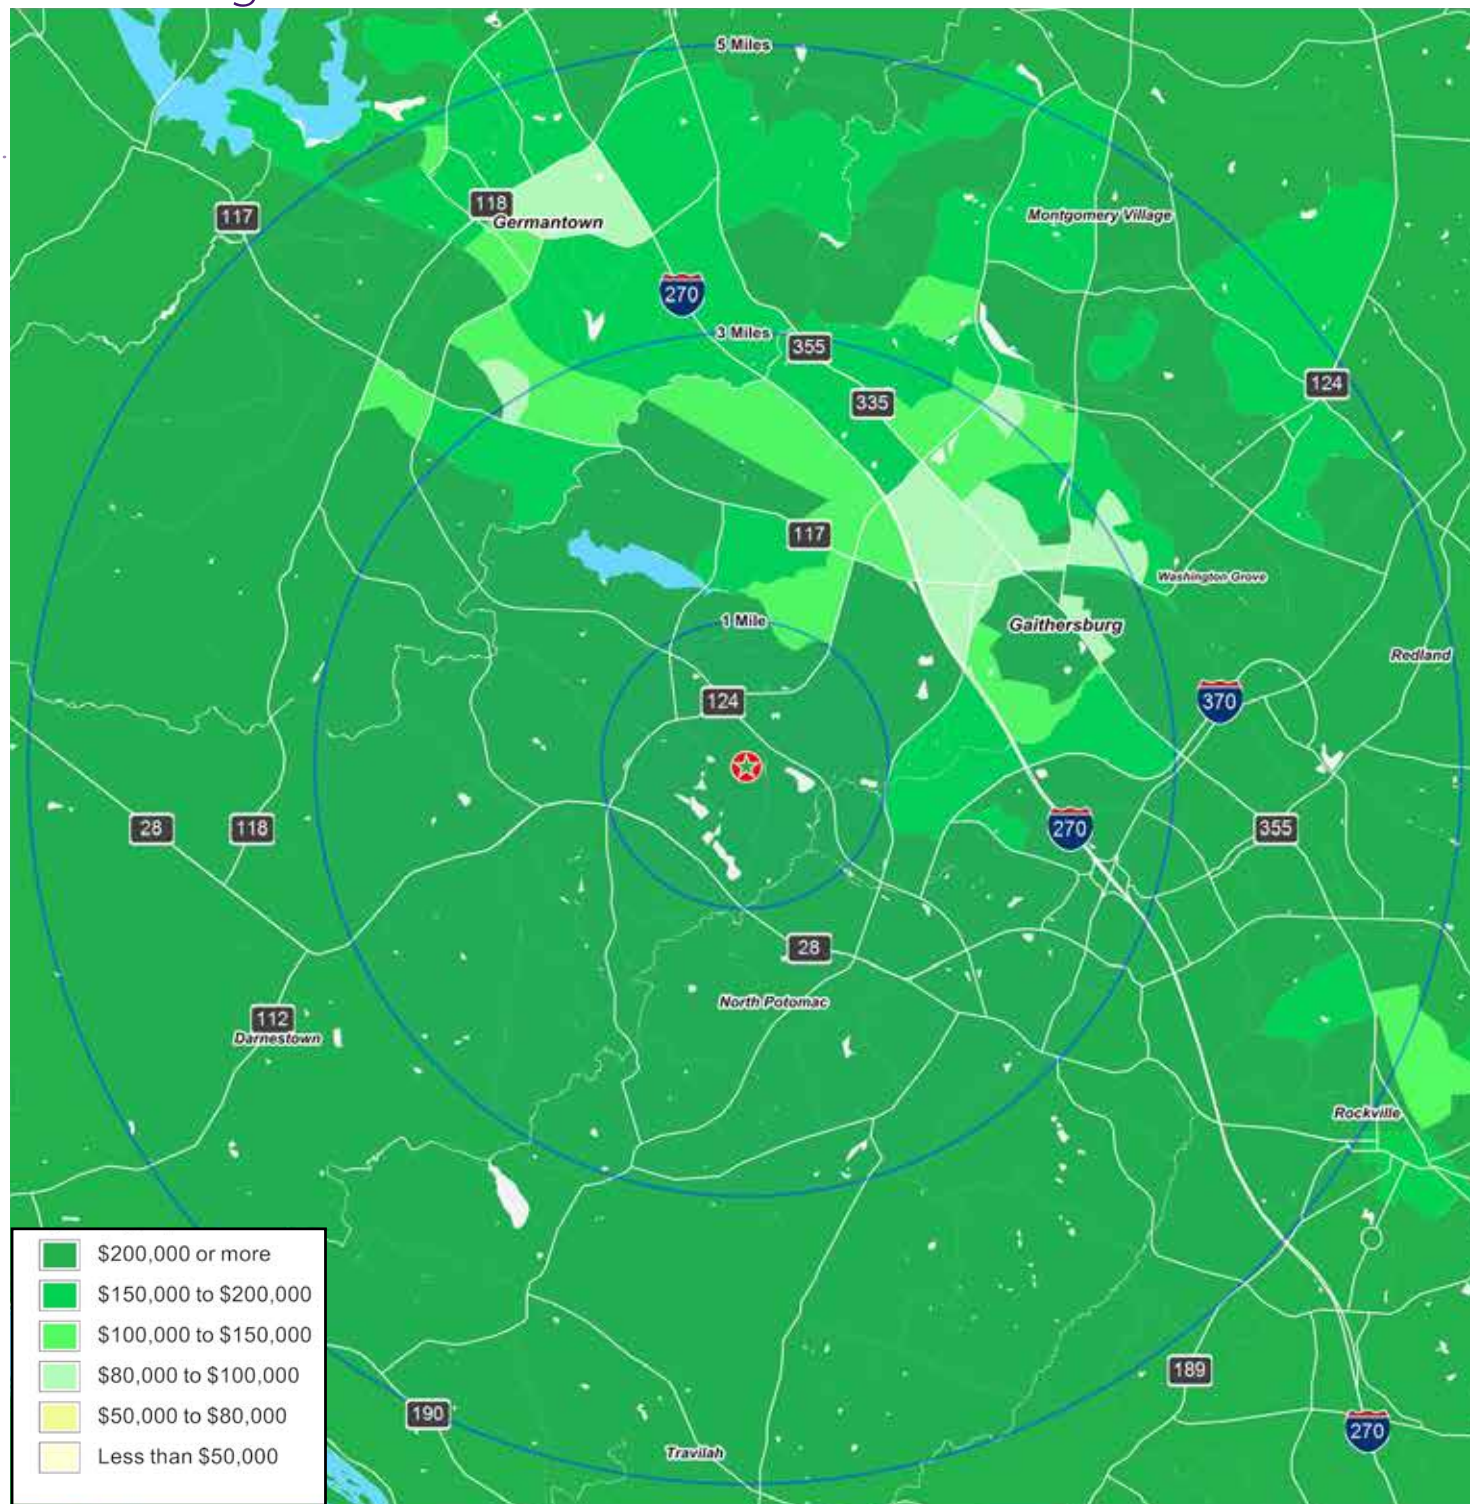 5 Miles
118
Germantown
117
Montgomery Village
270
3 Miles
355
335
124
117
Washington Grove
1 Mile
Gaithersburg
Redland
124
370
28
118
270
355
28
North Potomac
112
Darnestown
Rockville
$200,000 or more
$150,000 to $200,000
$100,000 to $150,000
$80,000 to $100,000
$50,000 to $80,000
Less than $50,000
189
190
270
Travilah